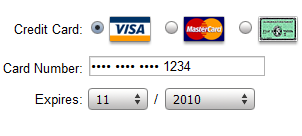 Credit Card: VISA MasterCard
Card Number: •••• •••• •••• 1234
Expires: 11 / 2010